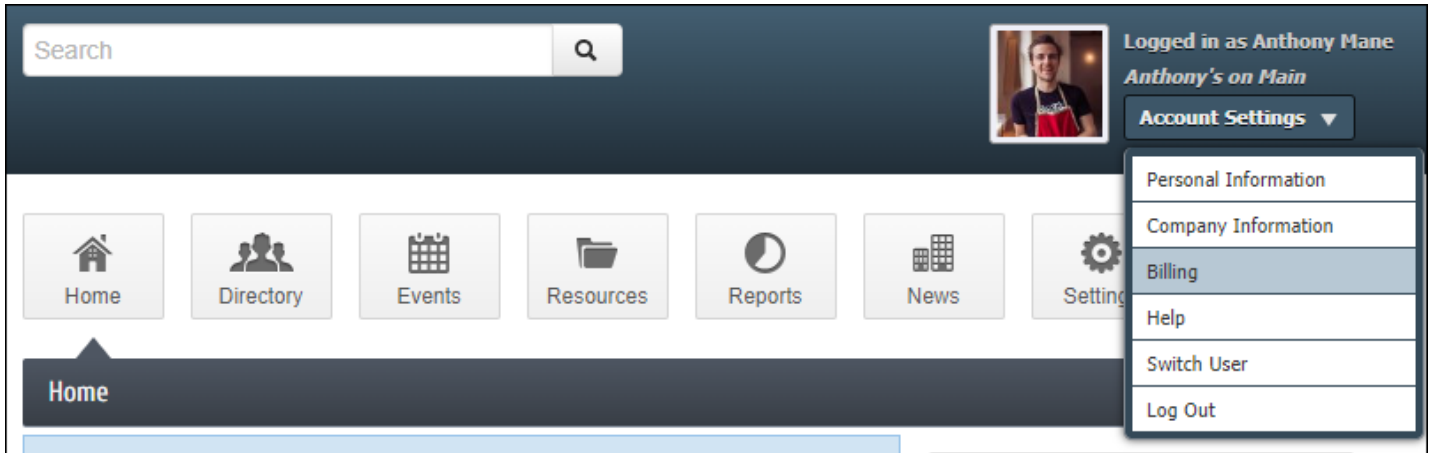 Search
Logged in as Anthony Mane
Anthony's on Main
Account Settings
Personal Information
Company Information
Billing
Help
Switch User
Log Out
Home
Directory
Events
Resources
Reports
News
Setting
Home